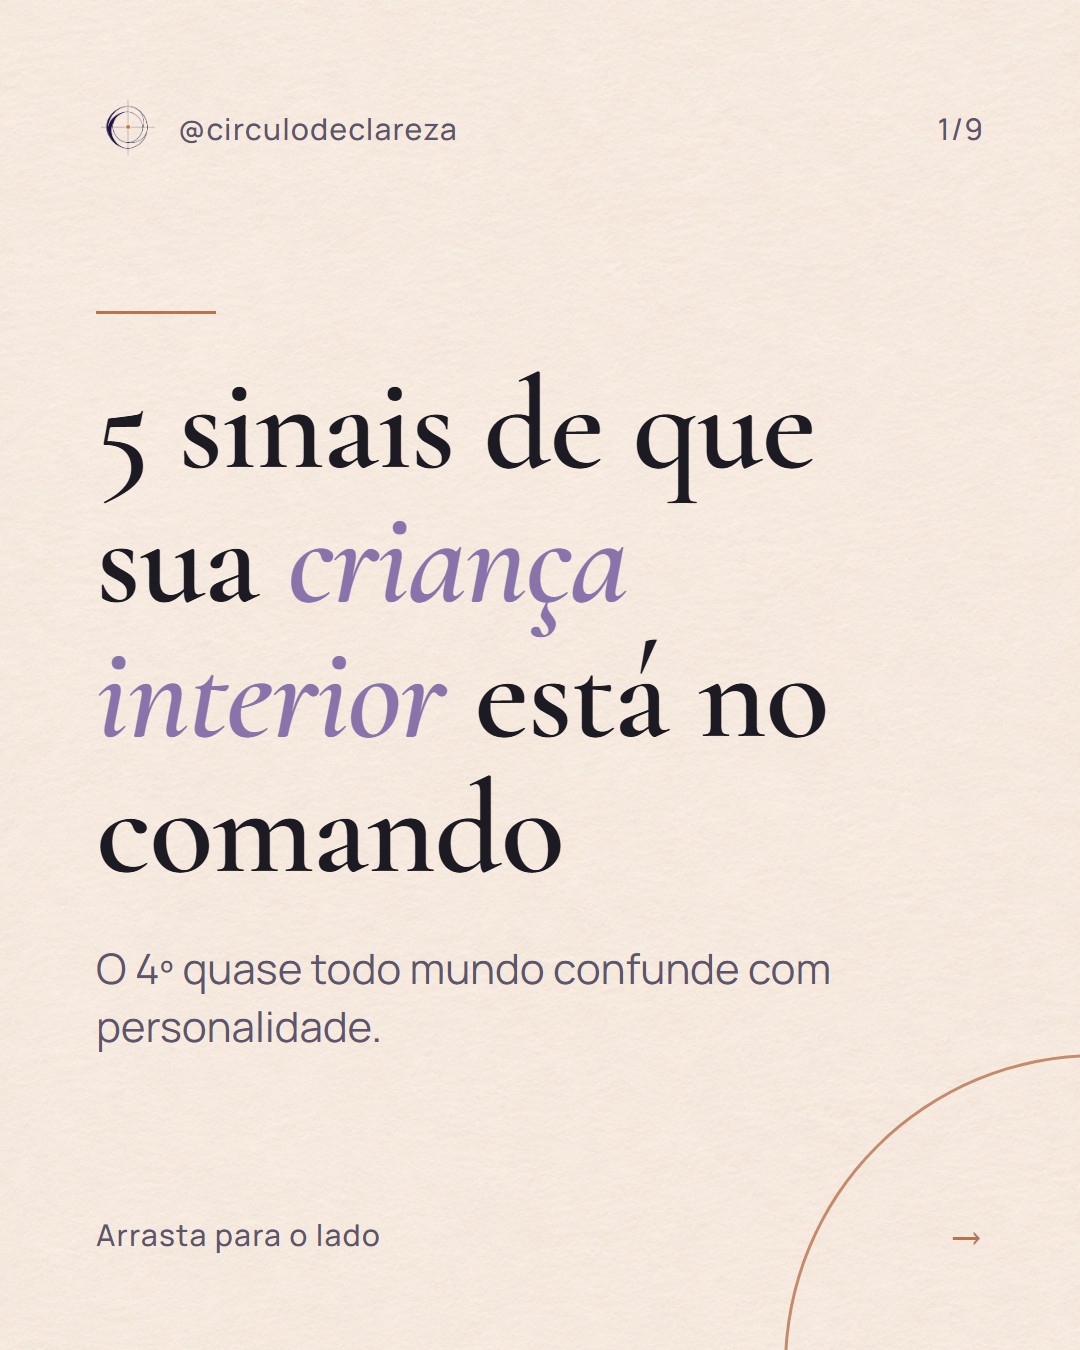 @circulodeclareza
1/9
5 sinais de que
sua criança
interior está no
comando
O 4º quase todo mundo confunde com
personalidade.
Arrasta para o lado
→